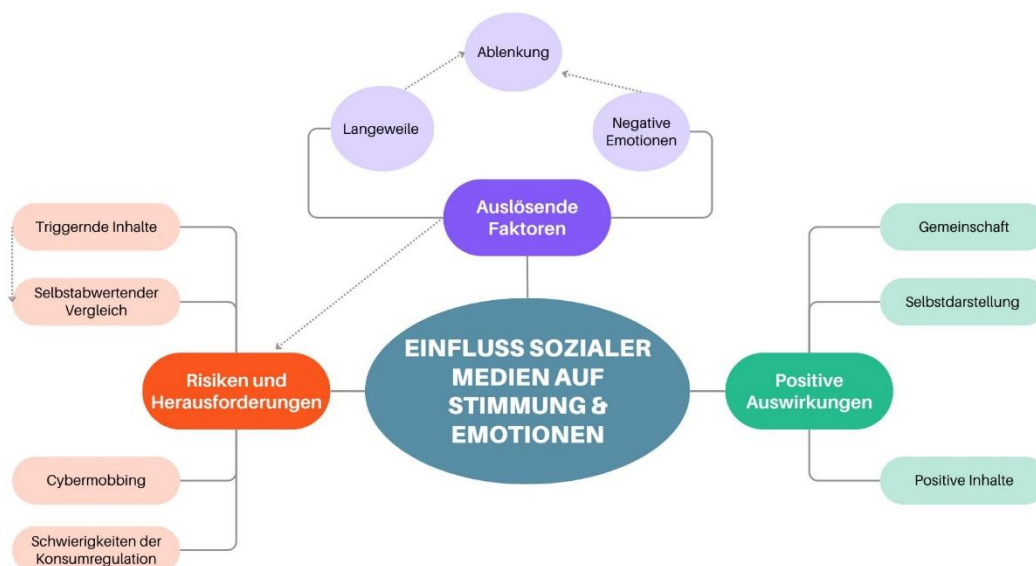 Ablenkung
Langeweile
Negative
Emotionen
Auslösende
Faktoren
Triggernde Inhalte
Selbstabwertender
Vergleich
Risiken und
Herausforderungen
Cybermobbing
Schwierigkeiten der
Konsumregulation
EINFLUSS SOZIALER
MEDIEN AUF
STIMMUNG &
EMOTIONEN
Gemeinschaft
Selbstdarstellung
Positive
Auswirkungen
Positive Inhalte